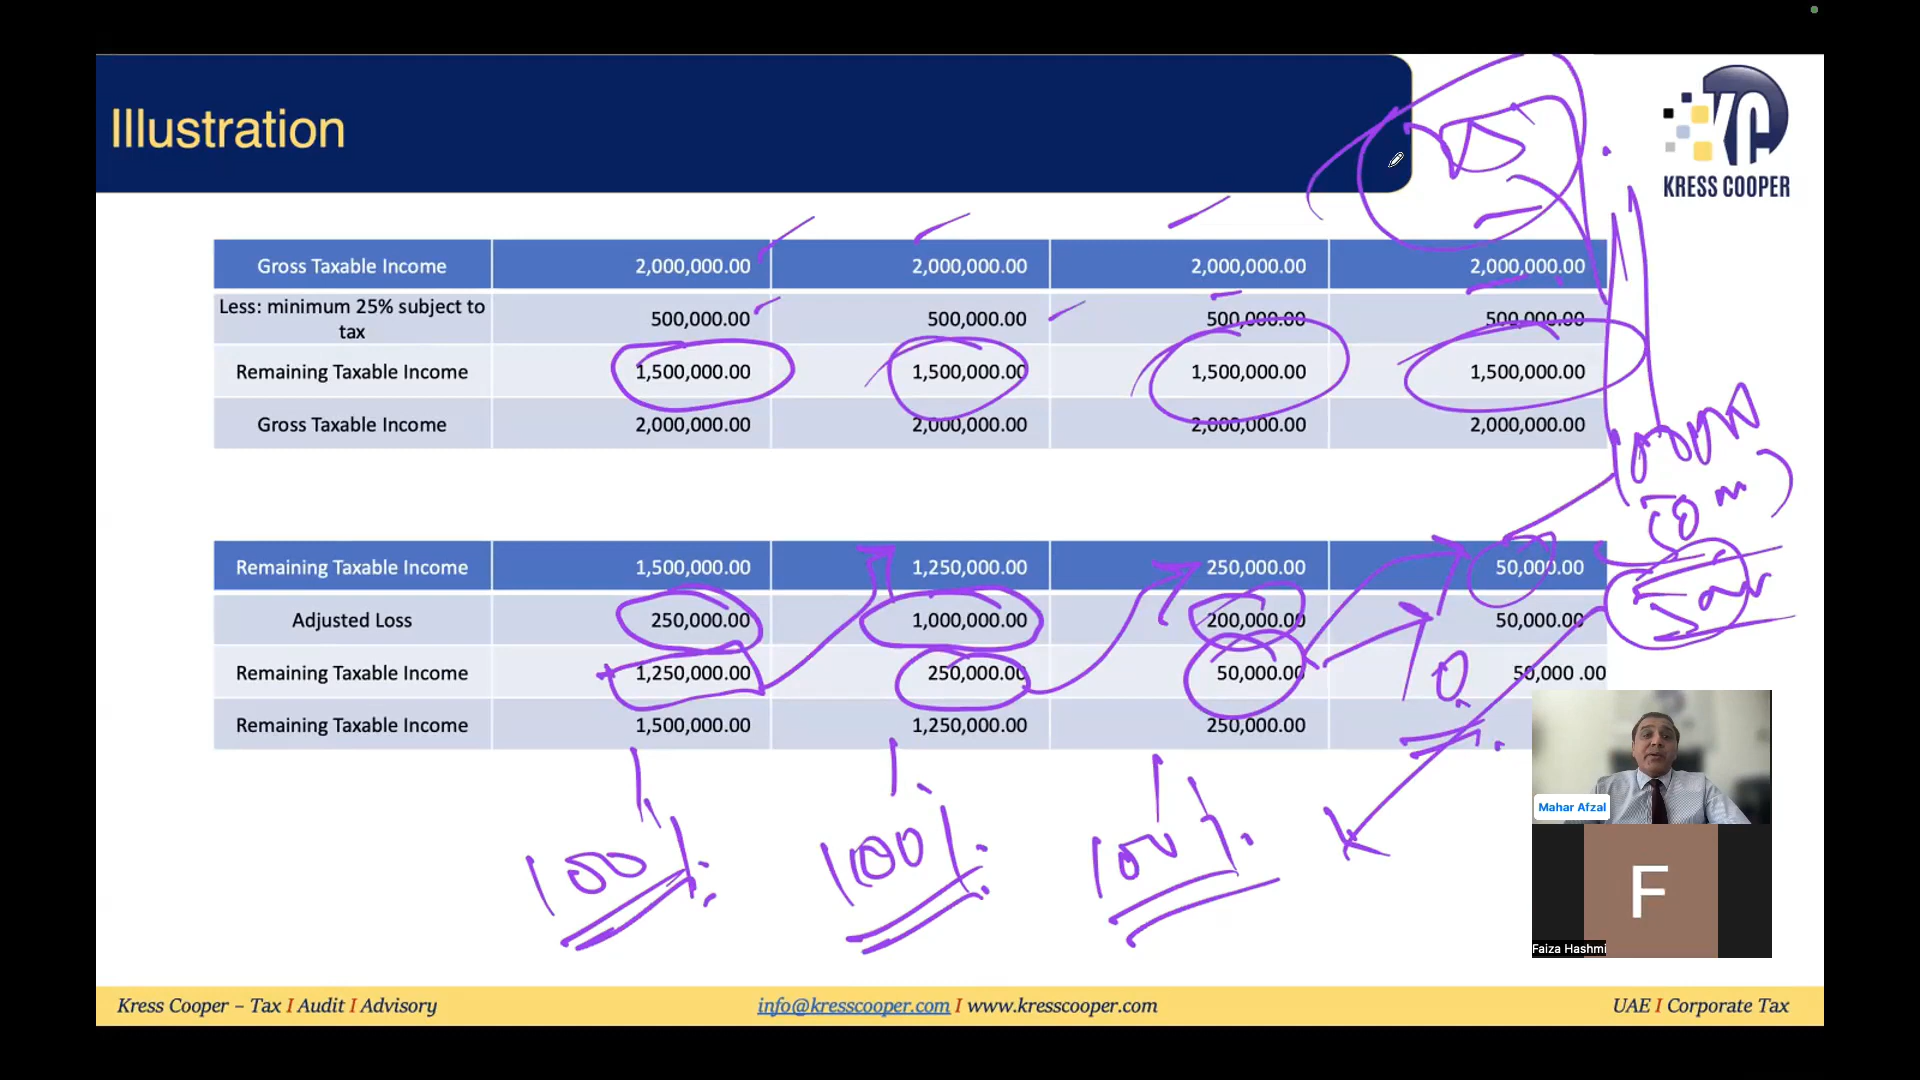 Illustration
KRESS COOPER
Gross Taxable Income 2,000,000.00 2,000,000.00 2,000,000.00 2,000,000.00
Less: minimum 25% subject to
tax 500,000.00 500,000.00 500,000.00 500,000.00
Remaining Taxable Income 1,500,000.00 1,500,000.00 1,500,000.00 1,500,000.00
Gross Taxable Income 2,000,000.00 2,000,000.00 2,000,000.00 2,000,000.00
Remaining Taxable Income 1,500,000.00 1,250,000.00 250,000.00 50,000.00
Adjusted Loss 250,000.00 1,000,000.00 200,000.00 50,000.00
Remaining Taxable Income 1,250,000.00 250,000.00 50,000.00 50,000 .00
Remaining Taxable Income 1,500,000.00 1,250,000.00 250,000.00
100% 100% 100%
Mahar Afzal
F
Faiza Hashmi
Kress Cooper – Tax I Audit I Advisory info@kresscooper.com I www.kresscooper.com UAE I Corporate Tax